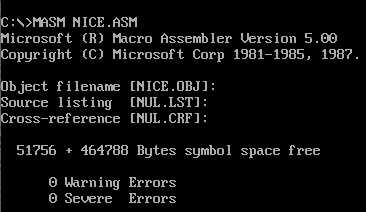 C:\>MASM NICE.ASM
Microsoft (R) Macro Assembler Version 5.00
Copyright (C) Microsoft Corp 1981-1985, 1987.
Object filename [NICE.OBJ]:
Source listing [NUL.LST]:
Cross-reference [NUL.CRF]:
51756 + 464788 Bytes symbol space free
0 Warning Errors
0 Severe Errors